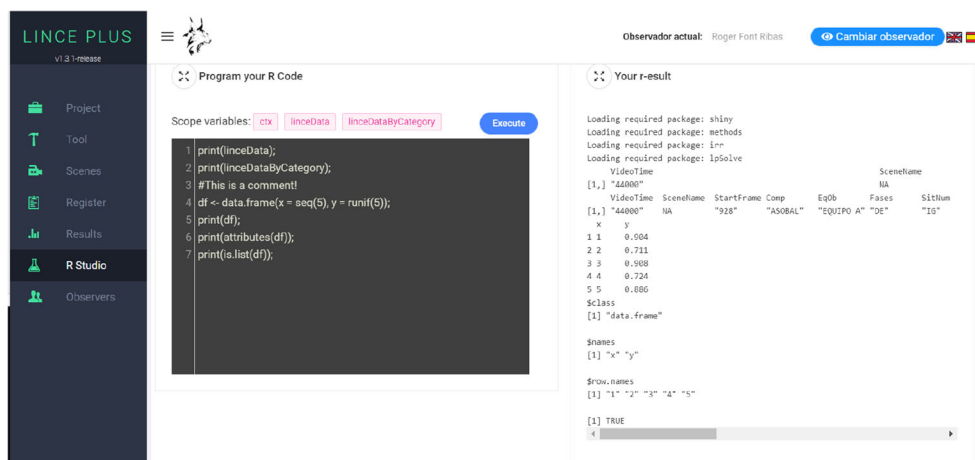 LINCE PLUS
v1.3.1-release
Project
Tool
Scenes
Register
Results
R Studio
Observers
Observador actual: Roger Font Ribas
Cambiar observador
Program your R Code
Scope variables: ctx linceData linceDataByCategory
Execute
1 print(linceData);
2 print(linceDataByCategory);
3 #This is a comment!
4 df <- data.frame(x = seq(5), y = runif(5));
5 print(df);
6 print(attributes(df));
7 print(is.list(df));
Your r-esult
Loading required package: shiny
Loading required package: methods
Loading required package: irr
Loading required package: lpSolve
VideoTime SceneName
[1,] "44000" NA
VideoTime SceneName StartFrame Comp EqOb Fases SitNum
[1,] "44000" NA "928" "ASOBAL" "EQUIPO A" "DE" "IG"
x y
1 1 0.904
2 2 0.711
3 3 0.908
4 4 0.724
5 5 0.886
$class
[1] "data.frame"
$names
[1] "x" "y"
$row.names
[1] "1" "2" "3" "4" "5"
[1] TRUE